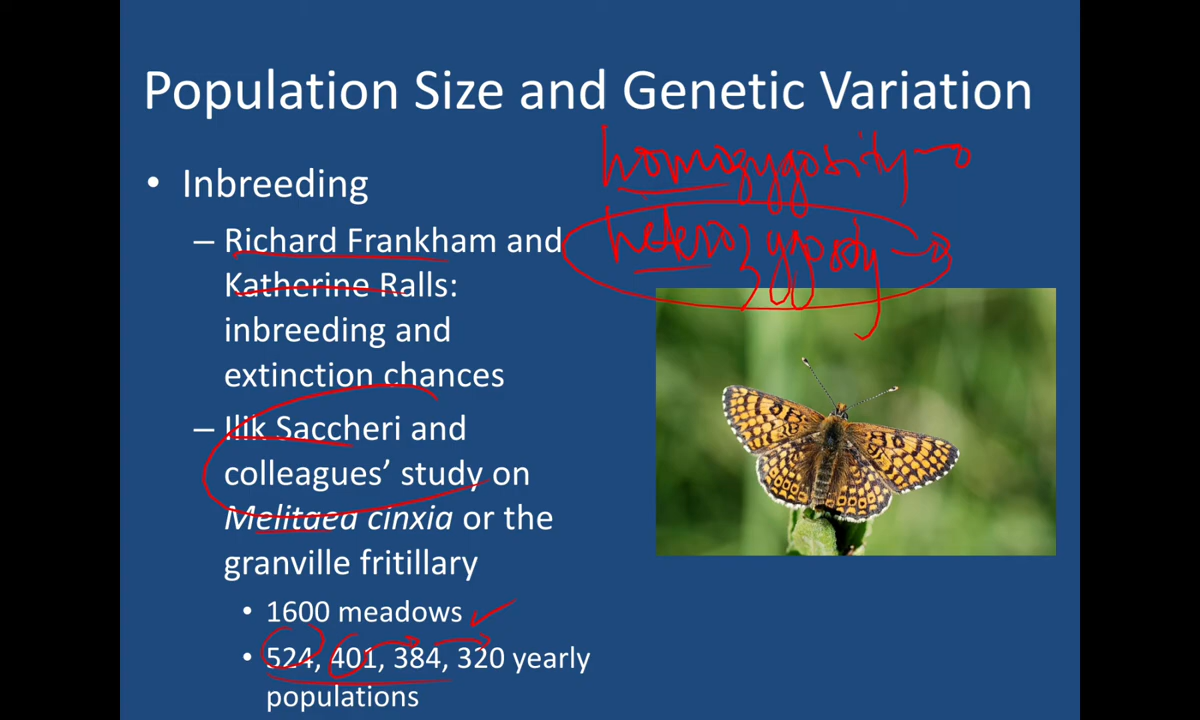 Population Size and Genetic Variation
homozygosity
heterozygosity
• Inbreeding
– Richard Frankham and
Katherine Ralls:
inbreeding and
extinction chances
– Ilik Saccheri and
colleagues’ study on
Melitaea cinxia or the
granville fritillary
• 1600 meadows
• 524, 401, 384, 320 yearly
populations